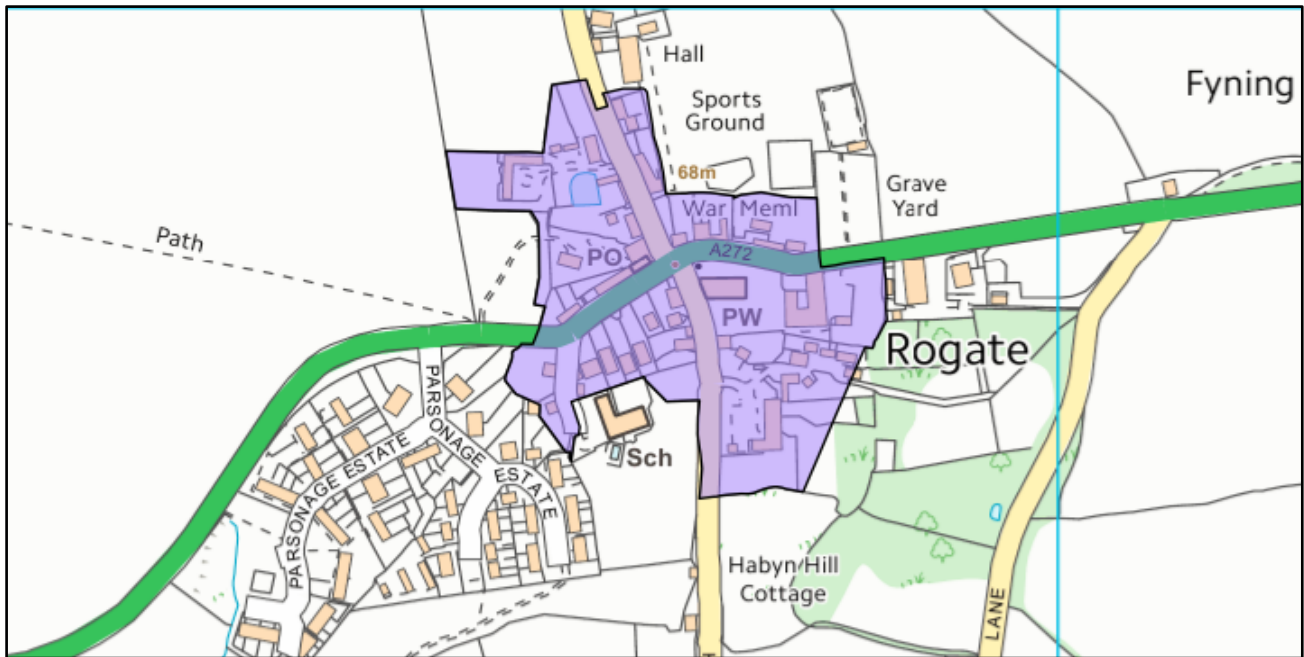 Hall
Fyning
Sports
Ground
68m
Grave
Yard
War Meml
Path
A272
PO
PW
Rogate
PARSONAGE ESTATE
PARSONAGE ESTATE
Sch
Habyn Hill
Cottage
LANE